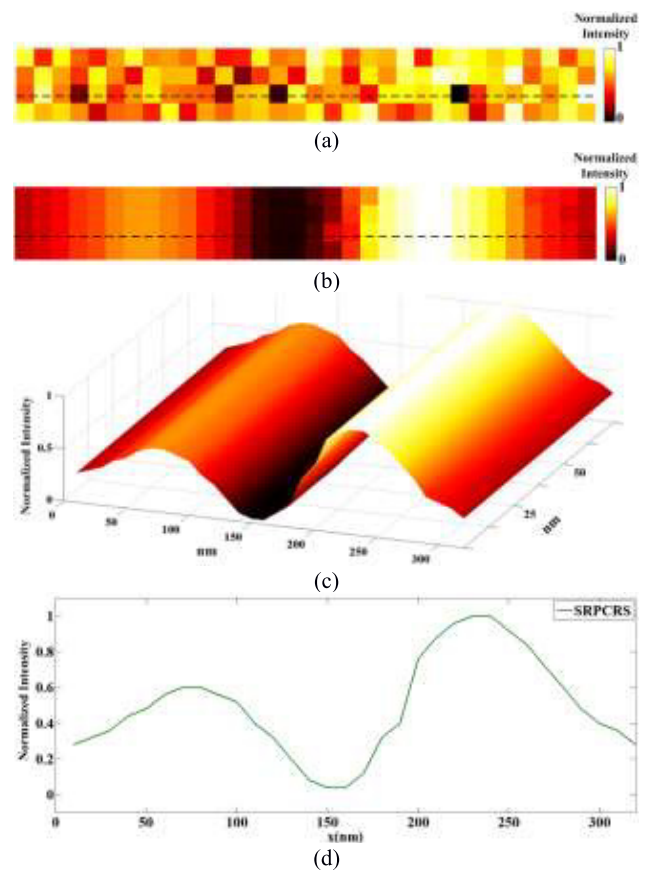 Normalized
Intensity
1
0
(a)
Normalized
Intensity
1
0
(b)
1
0.5
0
Normalized Intensity
0
50
100
150
200
250
300
nm
25
50
nm
(c)
SRPCRS
1
0.8
0.6
0.4
0.2
0
Normalized Intensity
0
50
100
150
200
250
300
x(nm)
(d)